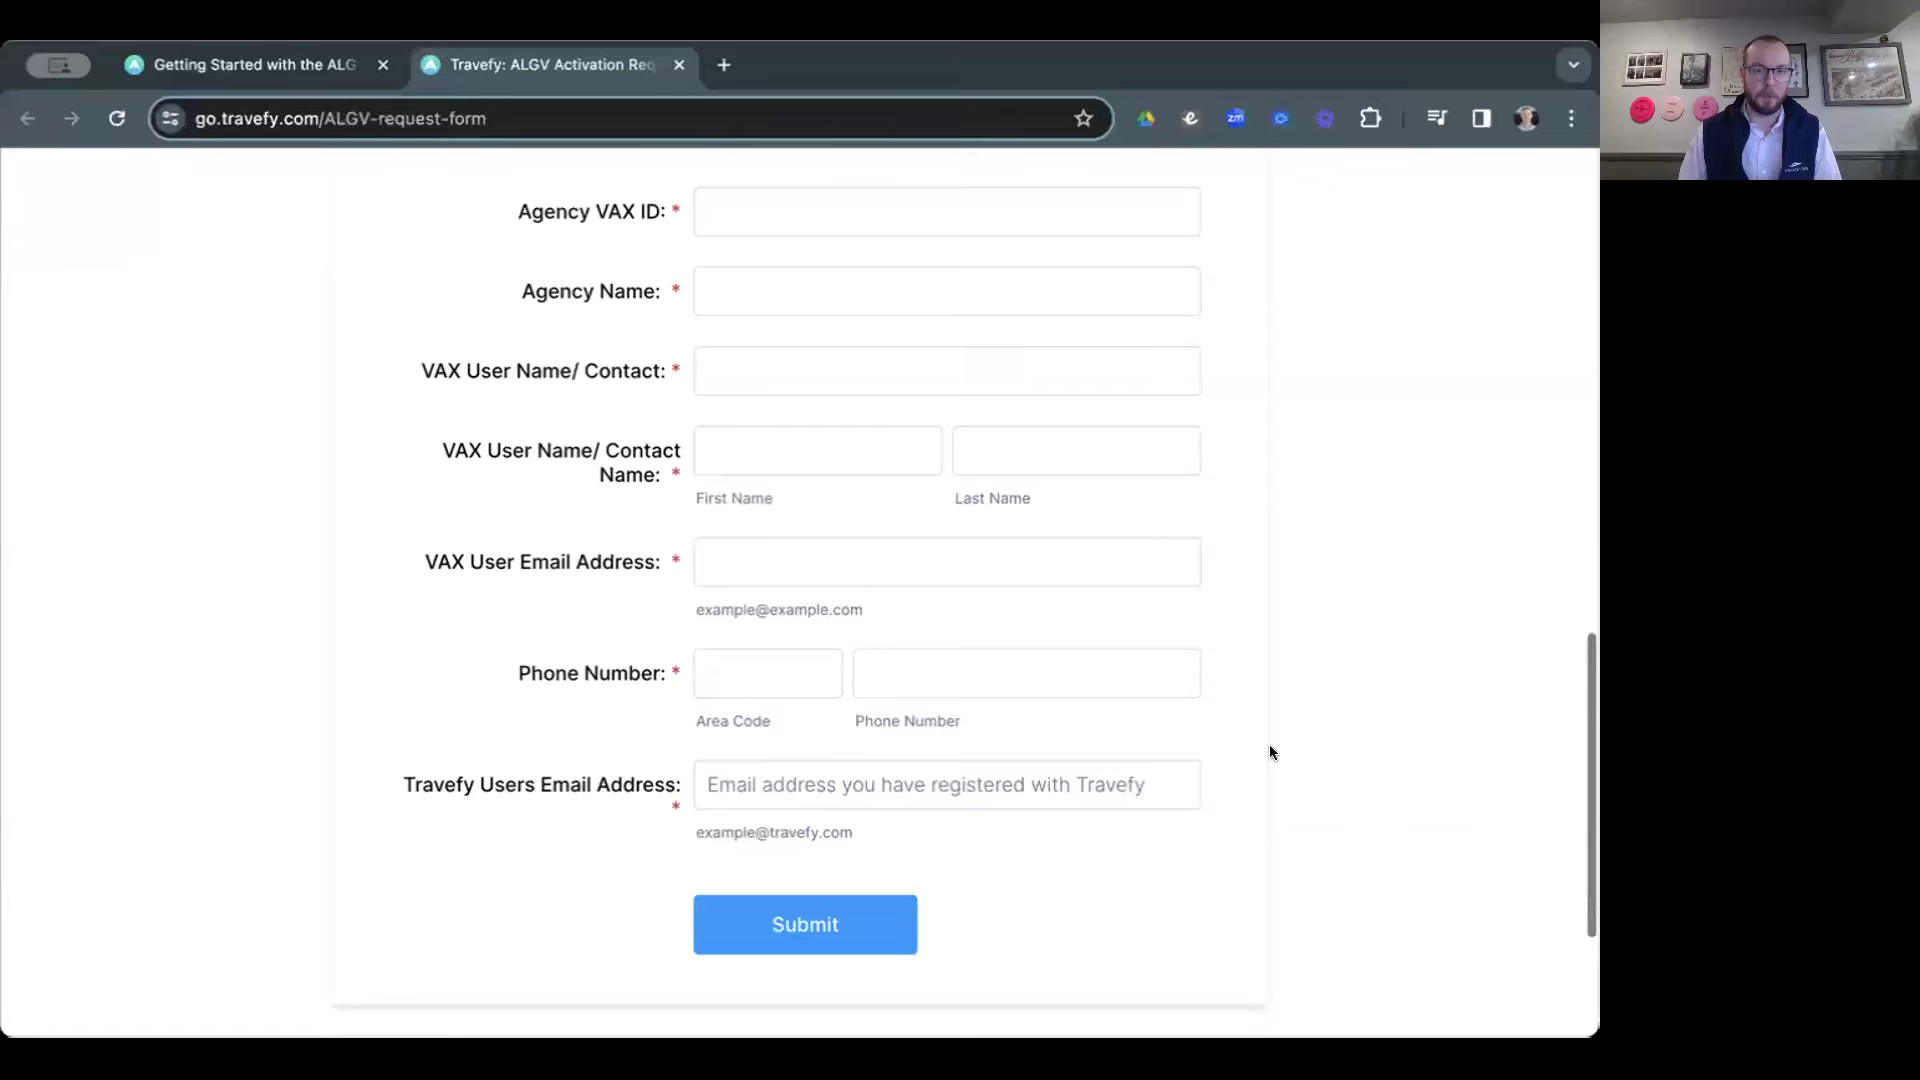 Getting Started with the ALG
Travefy: ALGV Activation Req
go.travefy.com/ALGV-request-form
zm
Agency VAX ID: *
Agency Name: *
VAX User Name/ Contact: *
VAX User Name/ Contact
Name: *
First Name
Last Name
VAX User Email Address: *
example@example.com
Phone Number: *
Area Code
Phone Number
Travefy Users Email Address:
*
Email address you have registered with Travefy
example@travefy.com
Submit